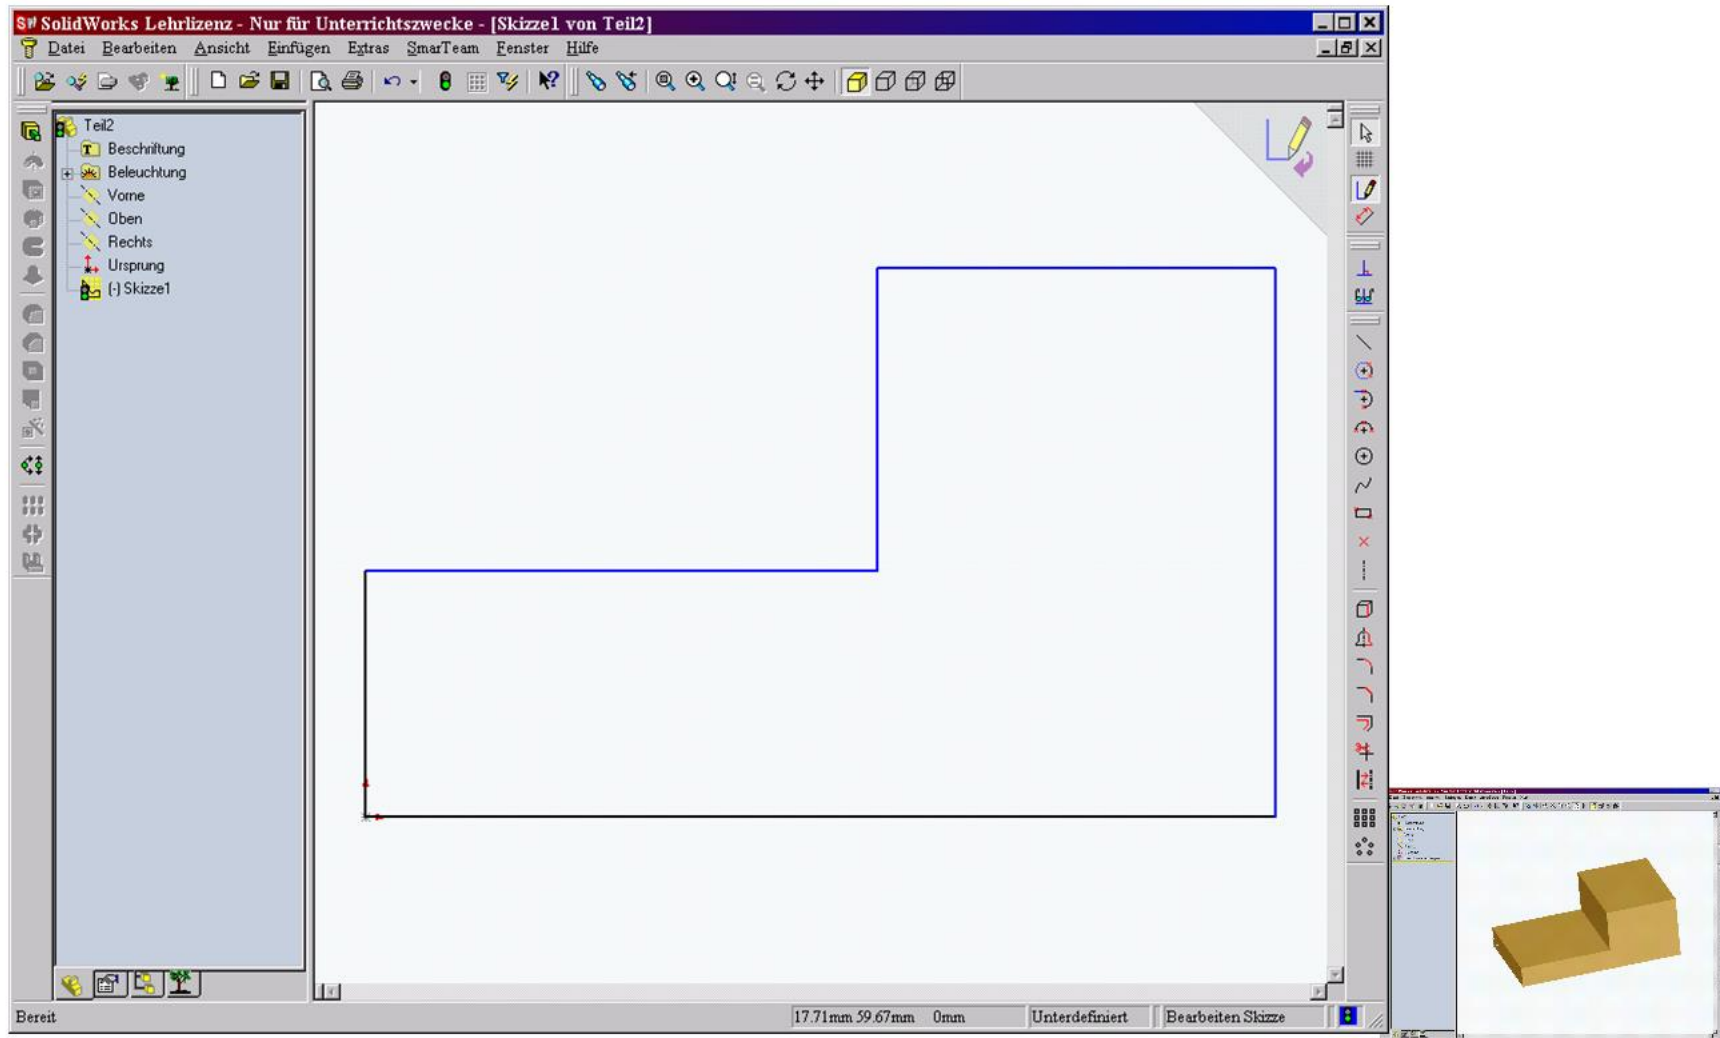 SolidWorks Lehrlizenz - Nur für Unterrichtszwecke - [Skizze1 von Teil2]
Datei Bearbeiten Ansicht Einfügen Extras SmarTeam Fenster Hilfe
Teil2
Beschriftung
Beleuchtung
Vorne
Oben
Rechts
Ursprung
(-) Skizze1
Bereit 17.71mm 59.67mm 0mm Unterdefiniert Bearbeiten Skizze